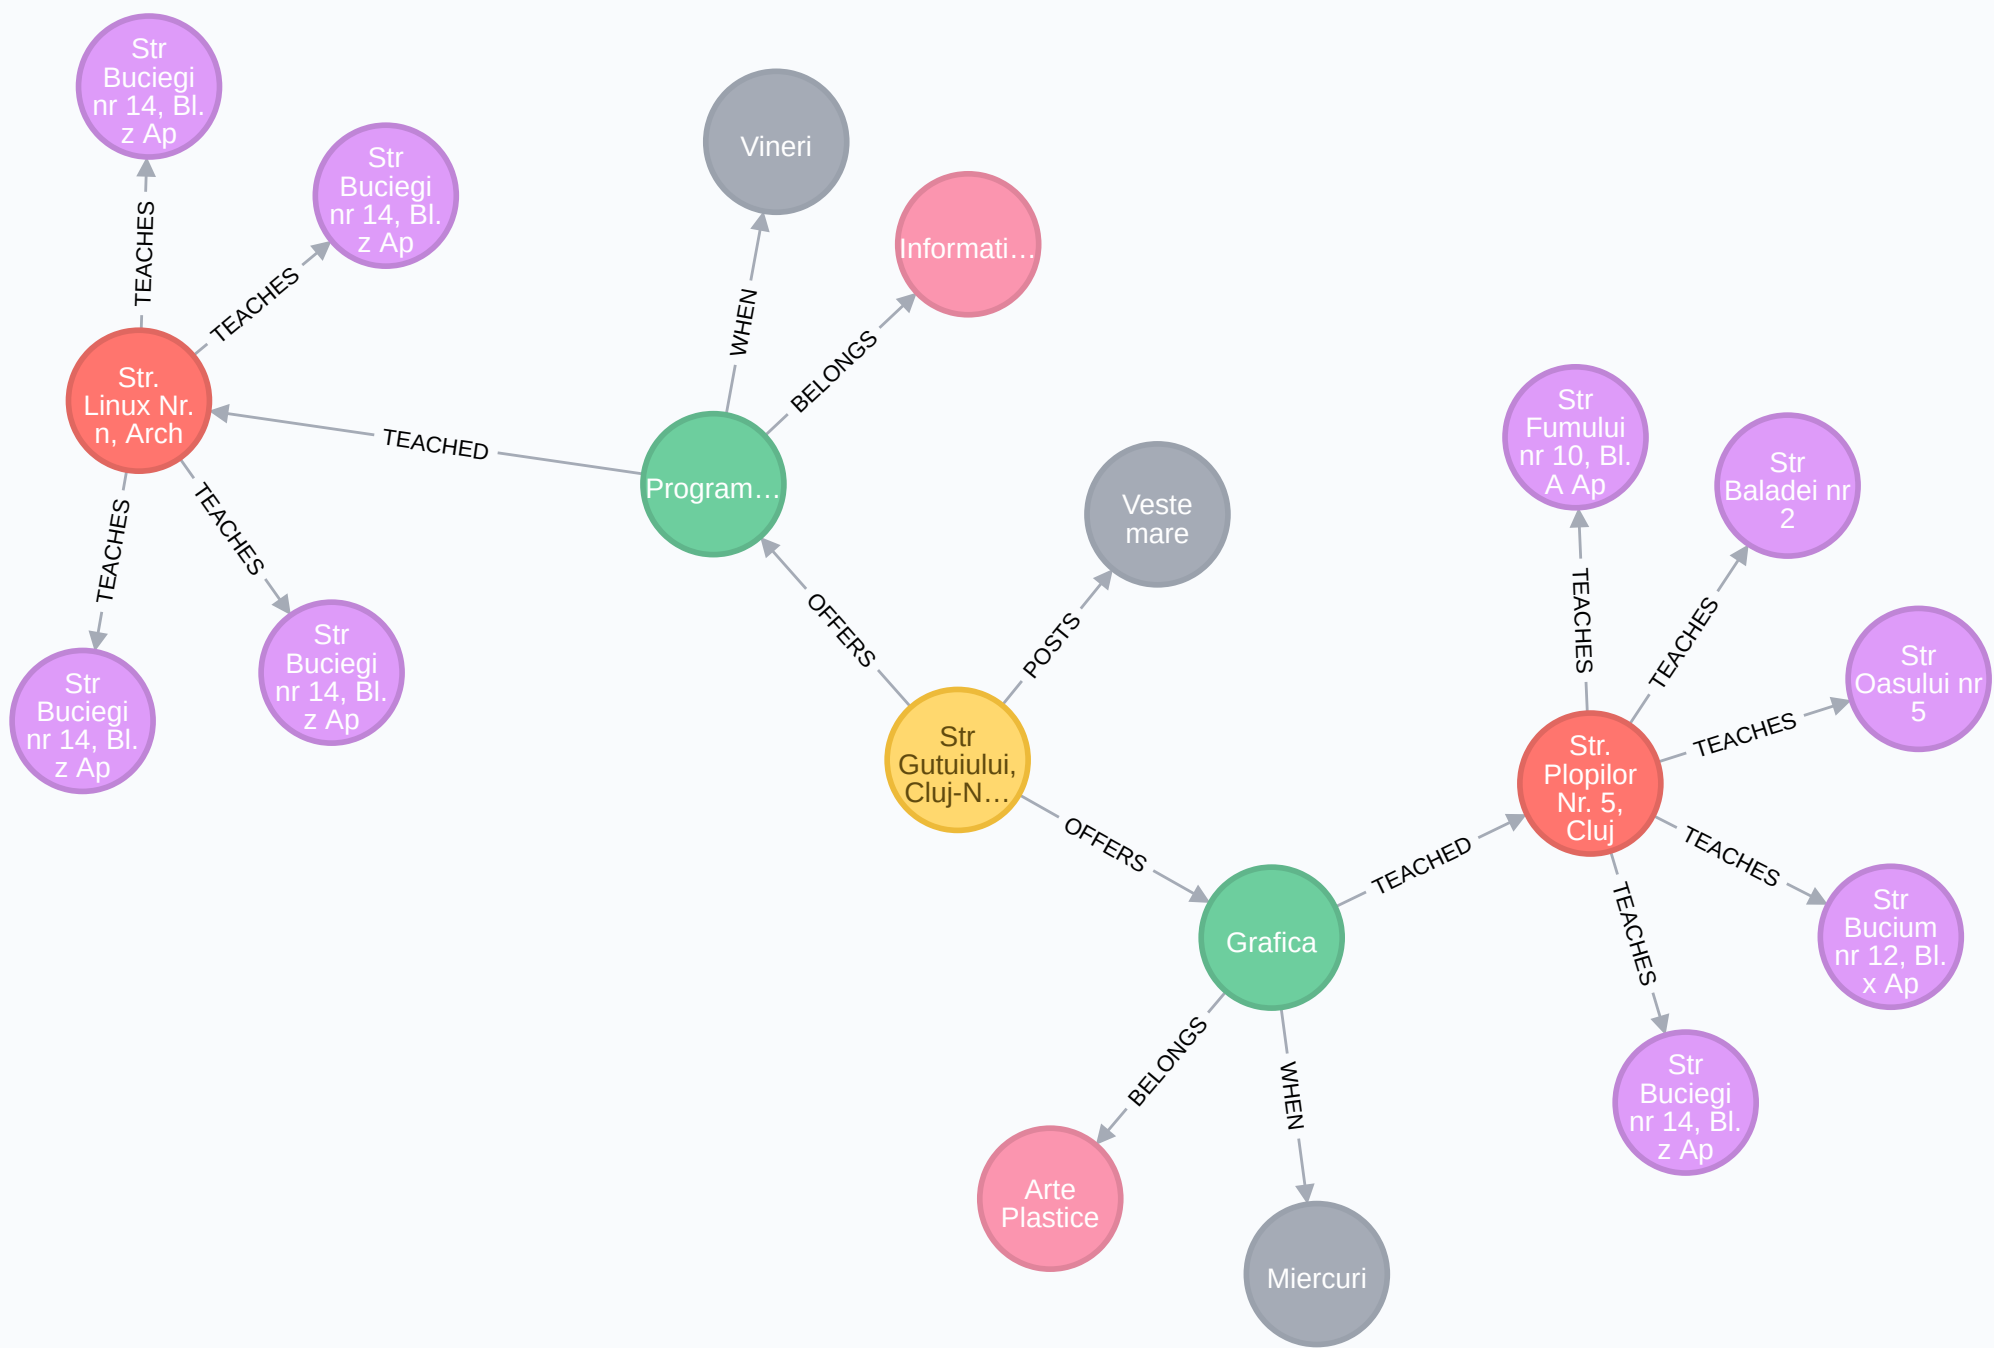 Str
Buciegi
nr 14, Bl.
z Ap
Str
Buciegi
nr 14, Bl.
z Ap
TEACHES
TEACHES
Str.
Linux Nr.
n, Arch
TEACHES
TEACHES
Str
Buciegi
nr 14, Bl.
z Ap
Str
Buciegi
nr 14, Bl.
z Ap
TEACHED
Vineri
Informati…
WHEN
BELONGS
Program…
OFFERS
Veste
mare
POSTS
Str
Gutuiului,
Cluj-N…
OFFERS
Grafica
BELONGS
WHEN
Arte
Plastice
Miercuri
TEACHED
Str
Fumului
nr 10, Bl.
A Ap
Str
Baladei nr
2
TEACHES
TEACHES
Str
Oasului nr
5
TEACHES
Str.
Plopilor
Nr. 5,
Cluj
TEACHES
TEACHES
Str
Bucium
nr 12, Bl.
x Ap
Str
Buciegi
nr 14, Bl.
z Ap